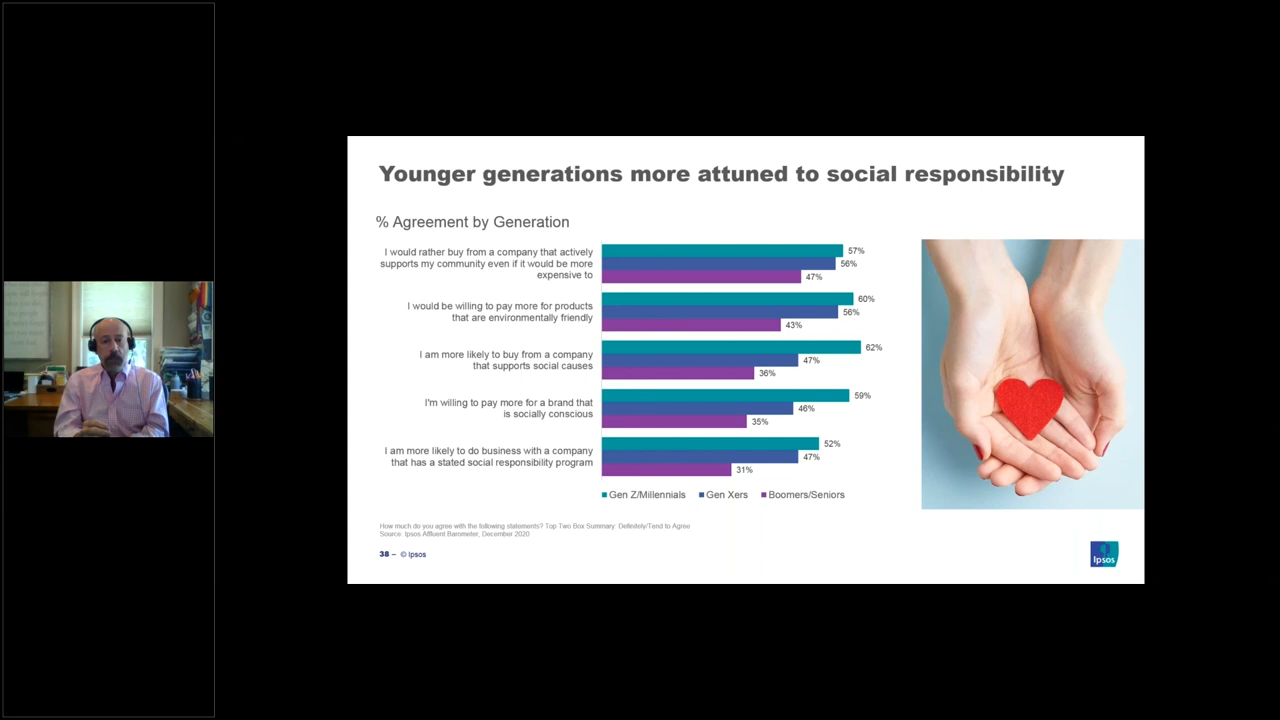 Younger generations more attuned to social responsibility
% Agreement by Generation
I would rather buy from a company that actively
supports my community even if it would be more
expensive to
57%
56%
47%
I would be willing to pay more for products
that are environmentally friendly
60%
56%
43%
I am more likely to buy from a company
that supports social causes
62%
47%
36%
I'm willing to pay more for a brand that
is socially conscious
59%
46%
35%
I am more likely to do business with a company
that has a stated social responsibility program
52%
47%
31%
Gen Z/Millennials Gen Xers Boomers/Seniors
How much do you agree with the following statements? Top Two Box Summary: Definitely/Tend to Agree
Source: Ipsos Affluent Barometer, December 2020
38 – © Ipsos
Ipsos